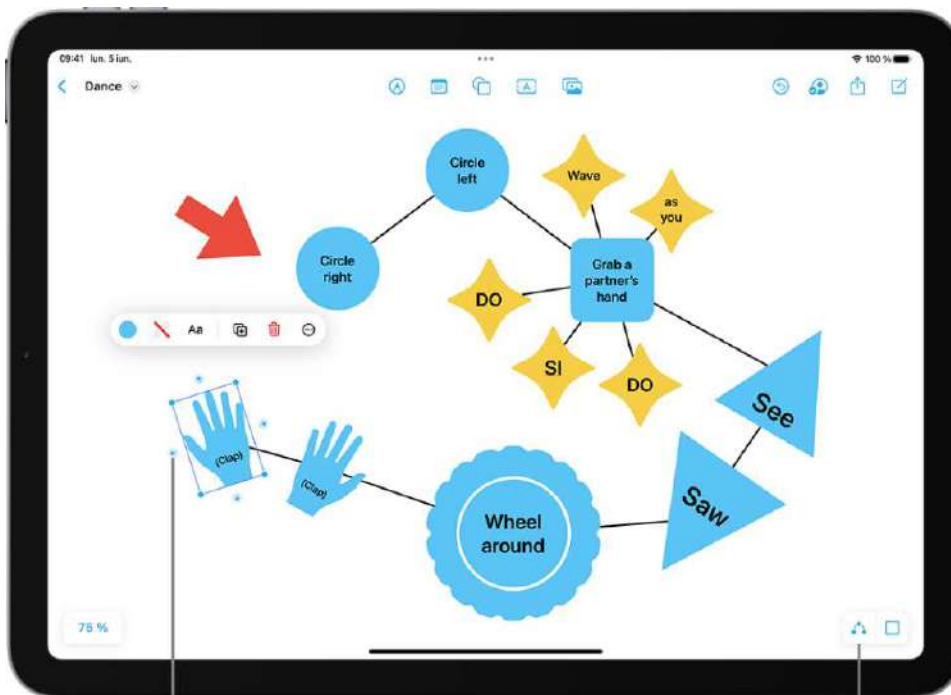 09:41 lun. 5 iun.
100 %
Dance
Circle
left
Wave
as
you
Circle
right
Grab a
partner's
hand
DO
Aa
SI
DO
See
(Clap)
(Clap)
Saw
Wheel
around
75 %